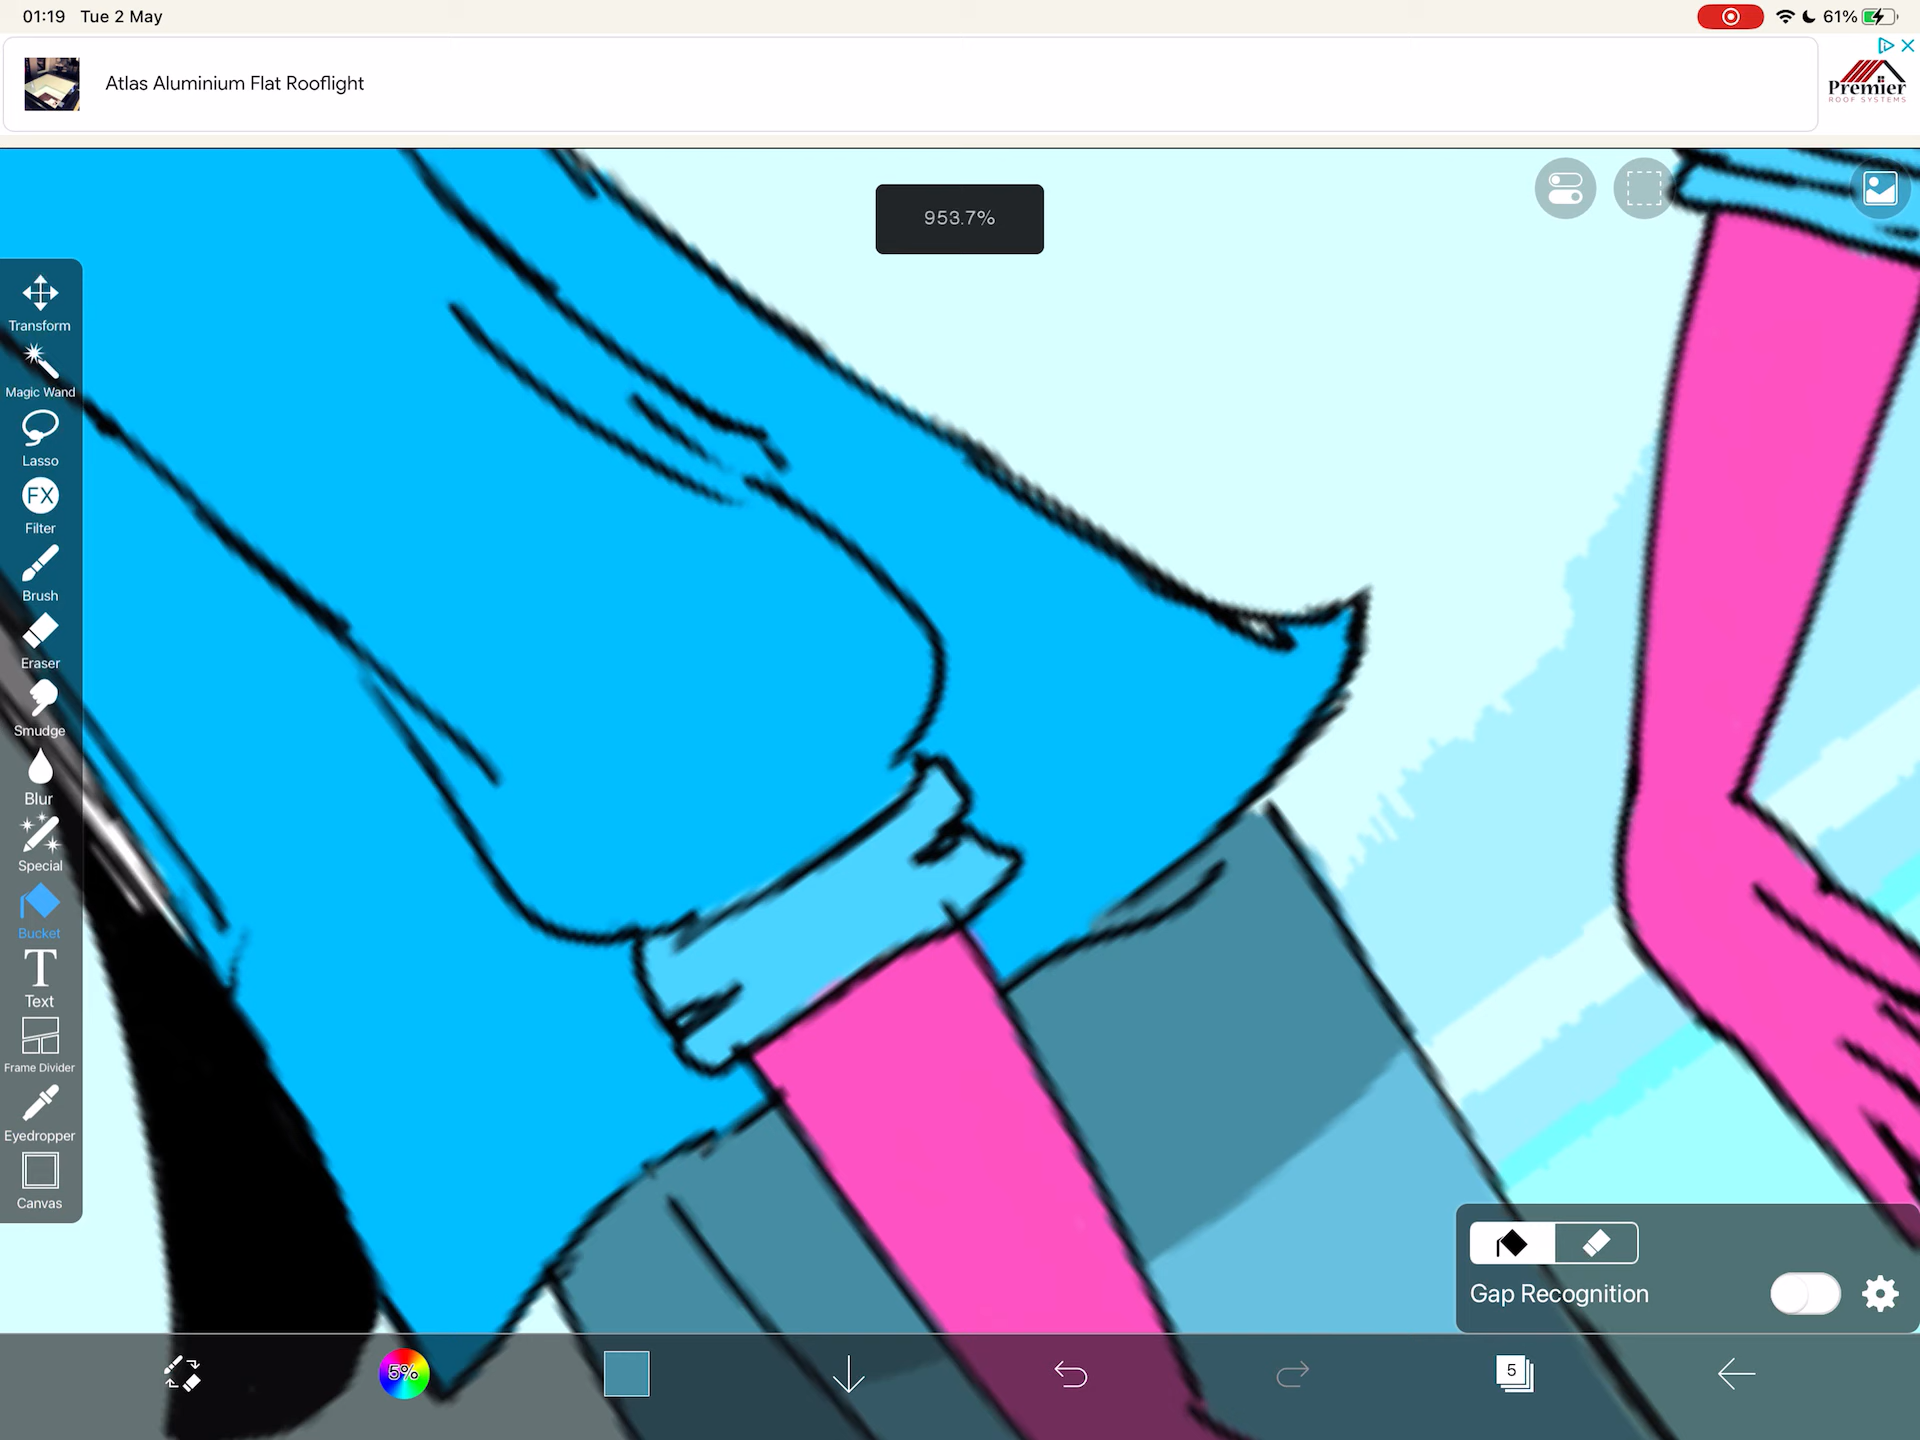 01:19 Tue 2 May
61%
Atlas Aluminium Flat Rooflight
Premier
ROOF SYSTEMS
953.7%
Transform
Magic Wand
Lasso
FX
Filter
Brush
Eraser
Smudge
Blur
Special
Bucket
T
Text
Frame Divider
Eyedropper
Canvas
Gap Recognition
5%
5